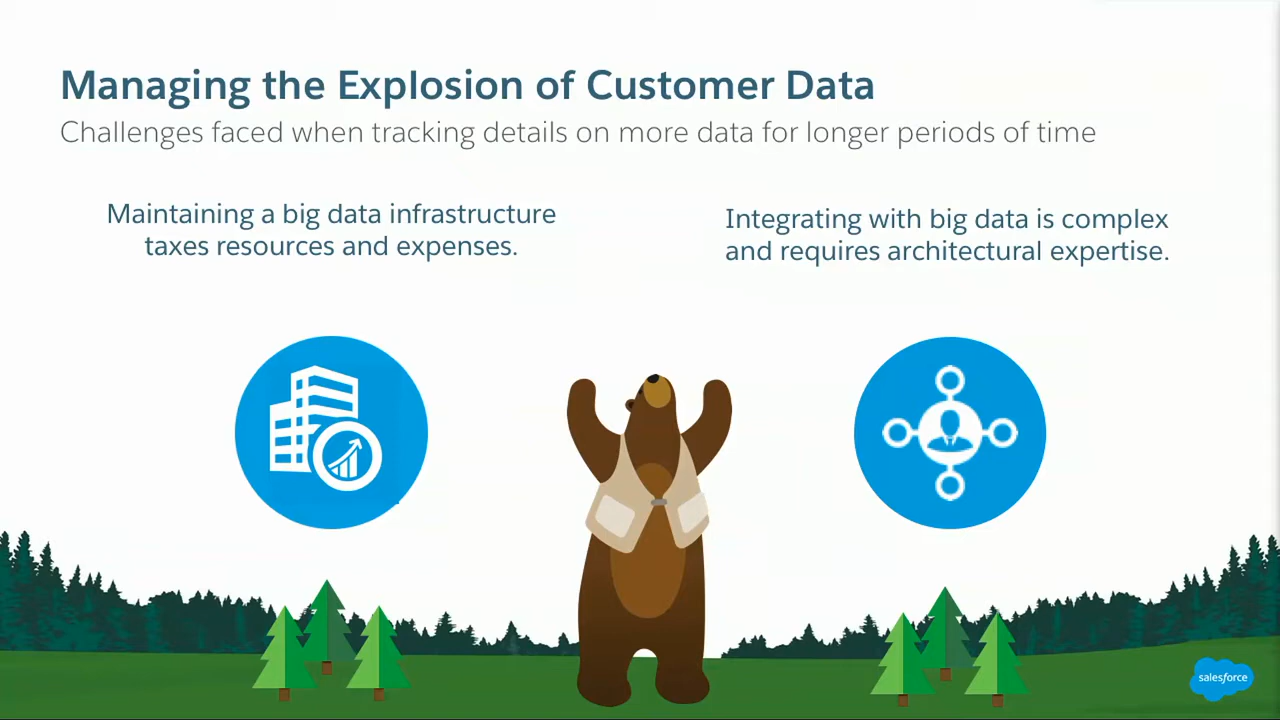 Managing the Explosion of Customer Data
Challenges faced when tracking details on more data for longer periods of time
Maintaining a big data infrastructure
taxes resources and expenses.
Integrating with big data is complex
and requires architectural expertise.
salesforce